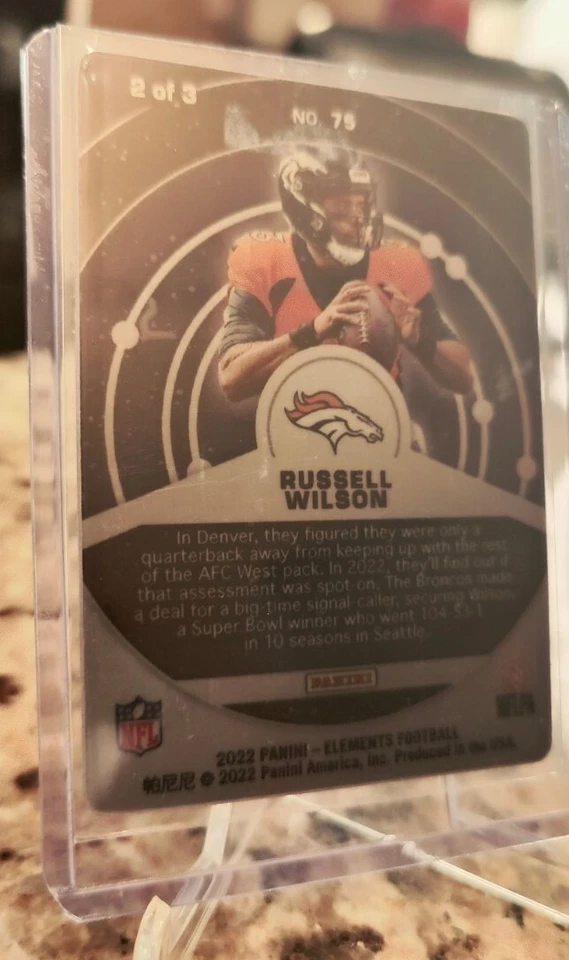 2 of 3
NO. 75
RUSSELL
WILSON
In Denver, they figured they were only a
quarterback away from keeping up with the rest
of the AFC West pack. In 2022, they'll find out if
that assessment was spot-on. The Broncos made
a deal for a big-time signal-caller, securing Wilson,
a Super Bowl winner who went 104-53-1
in 10 seasons in Seattle.
PANINI
NFL
NFLPA
2022 PANINI – ELEMENTS FOOTBALL
帕尼尼 © 2022 Panini America, Inc. Produced in the USA.